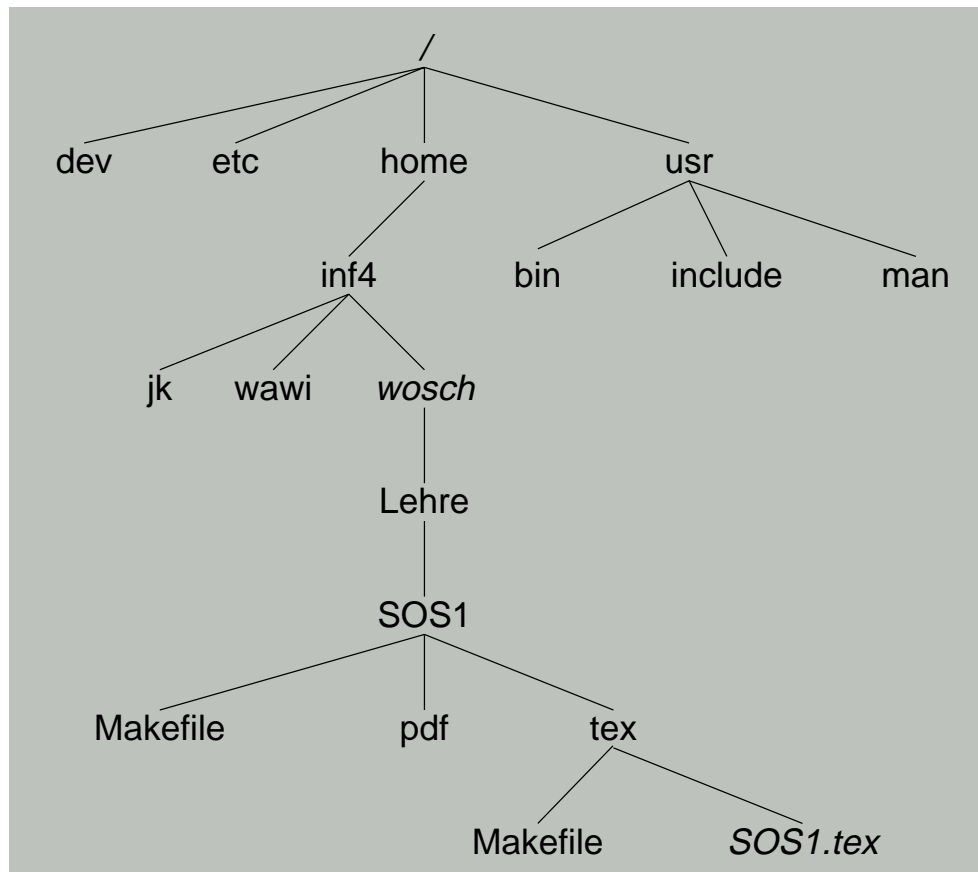 /
dev etc home usr
inf4 bin include man
jk wawi wosch
Lehre
SOS1
Makefile pdf tex
Makefile SOS1.tex